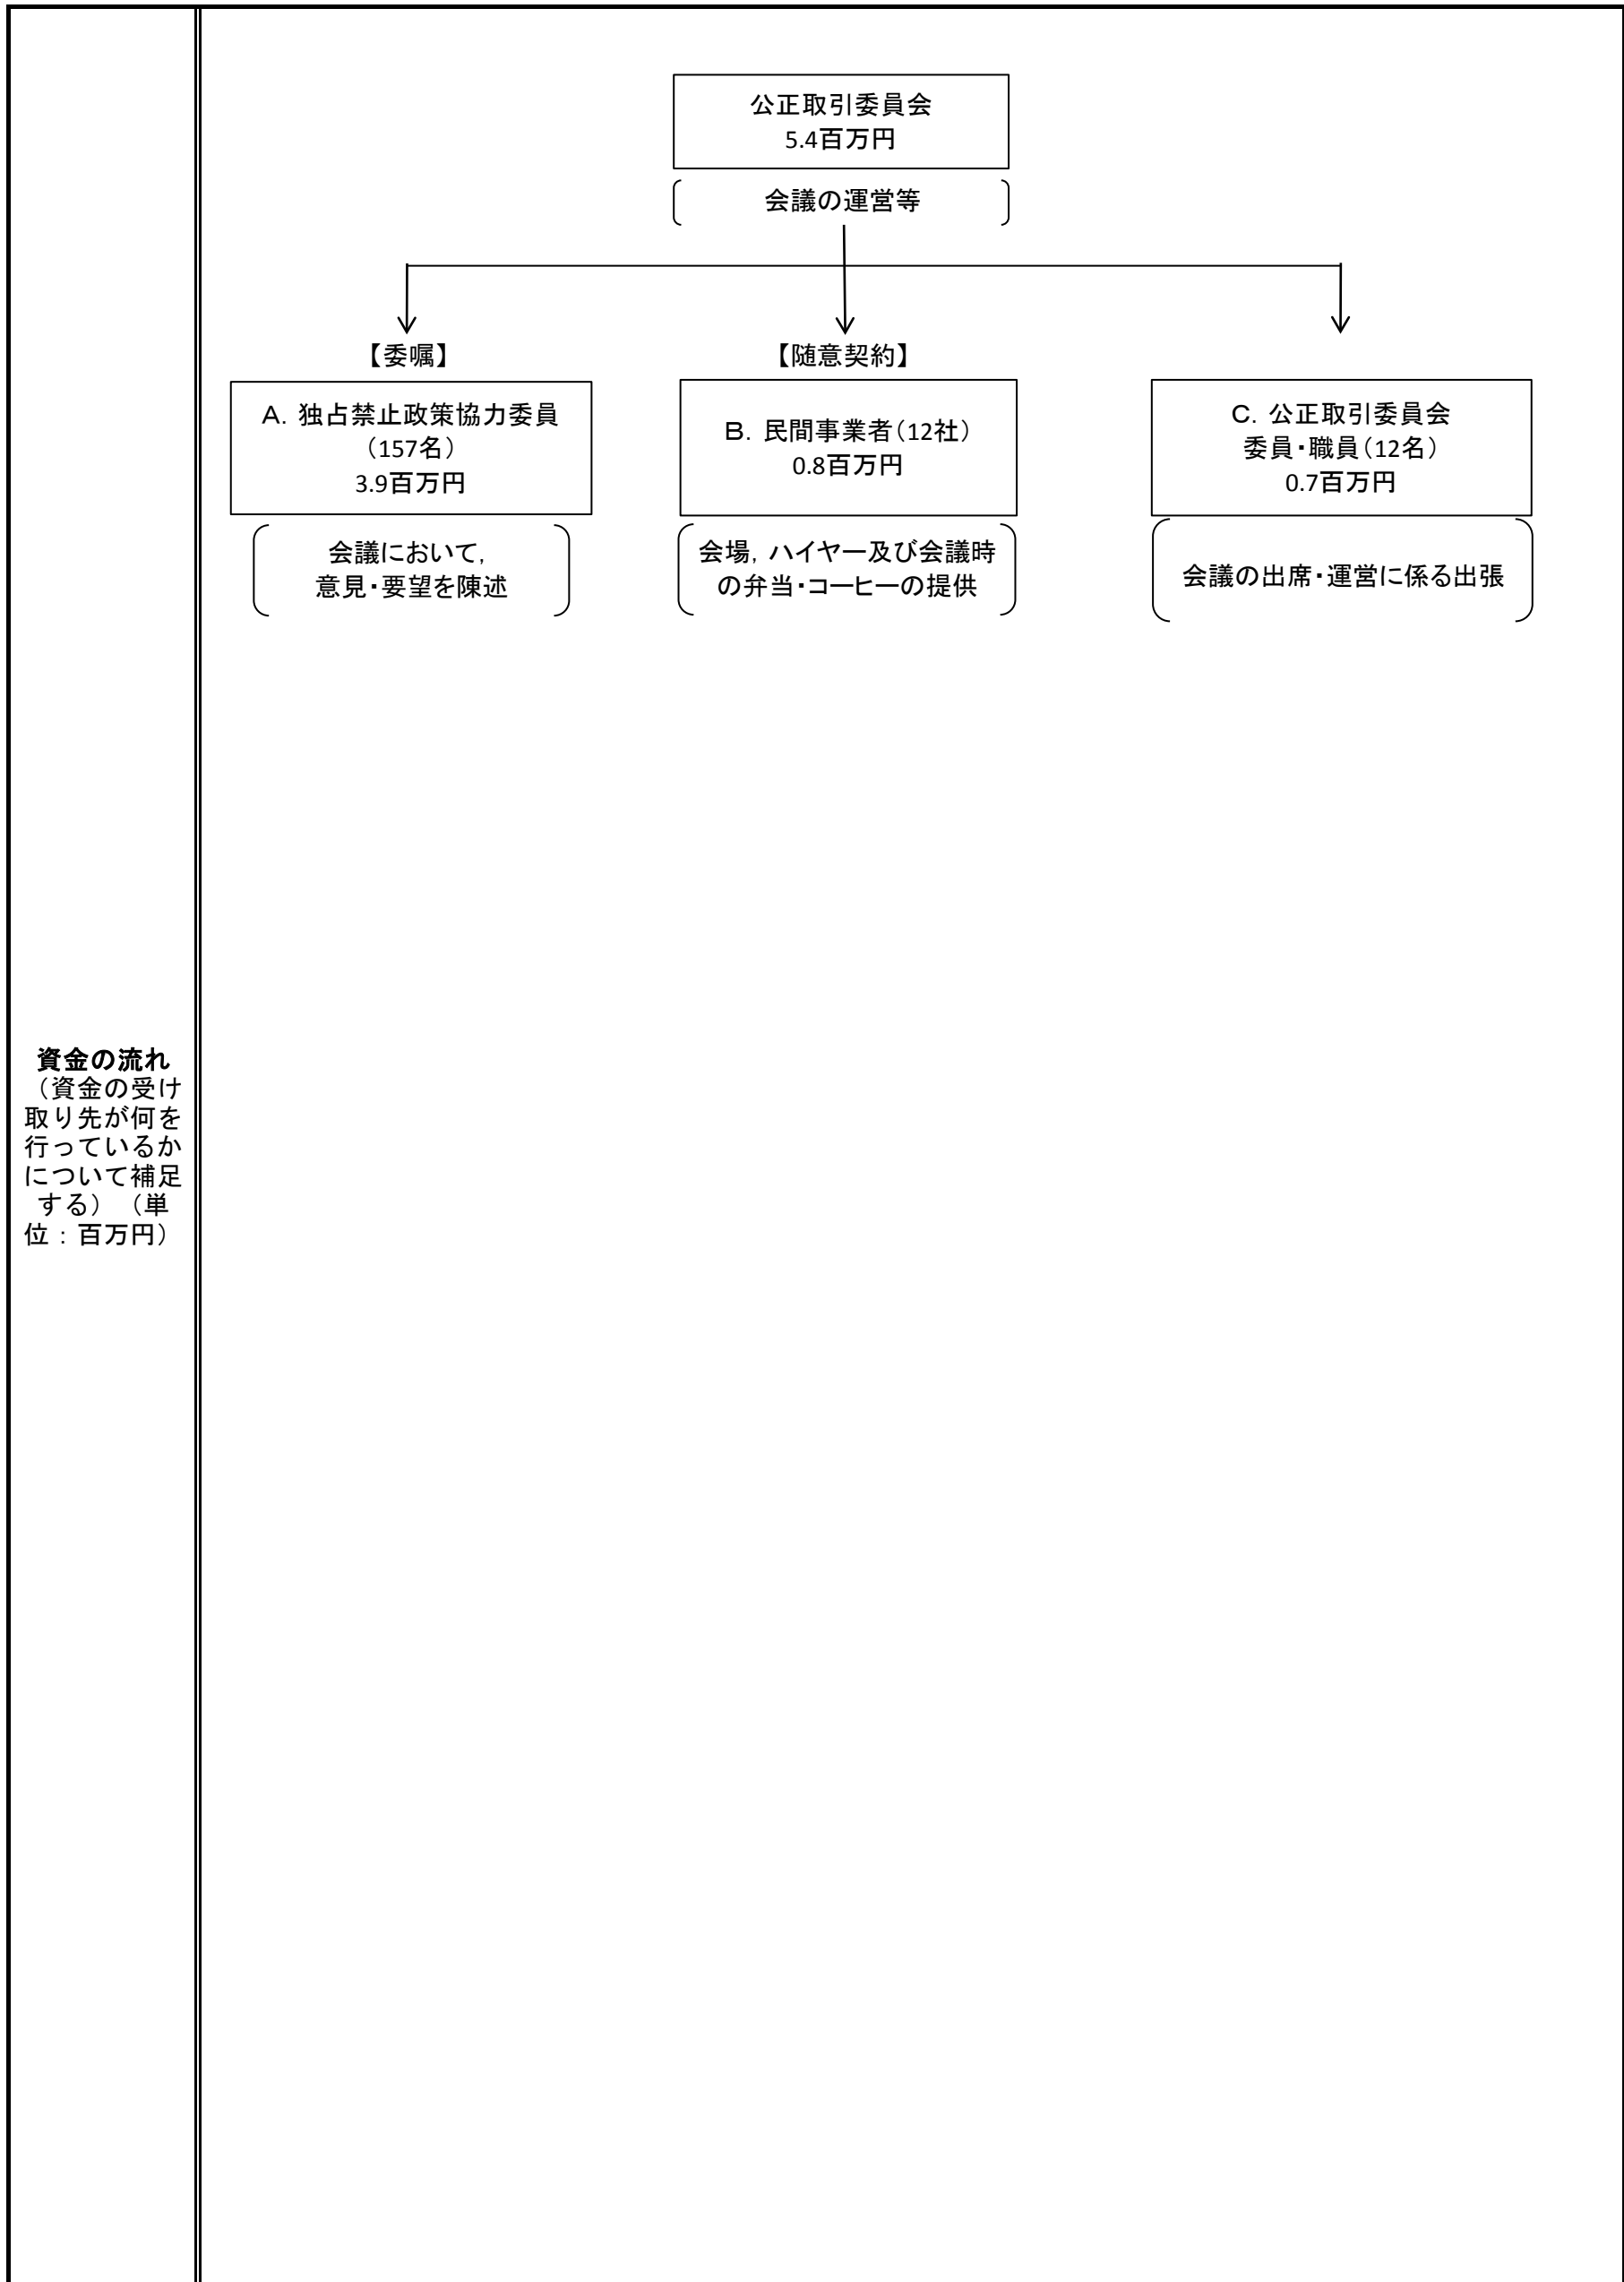 公正取引委員会
5.4百万円
会議の運営等
【委嘱】
A．独占禁止政策協力委員
（157名）
3.9百万円
会議において，
意見・要望を陳述
【随意契約】
B．民間事業者（12社）
0.8百万円
会場，ハイヤー及び会議時
の弁当・コーヒーの提供
C．公正取引委員会
委員・職員（12名）
0.7百万円
会議の出席・運営に係る出張
資金の流れ
（資金の受け
取り先が何を
行っているか
について補足
する）（単
位：百万円）